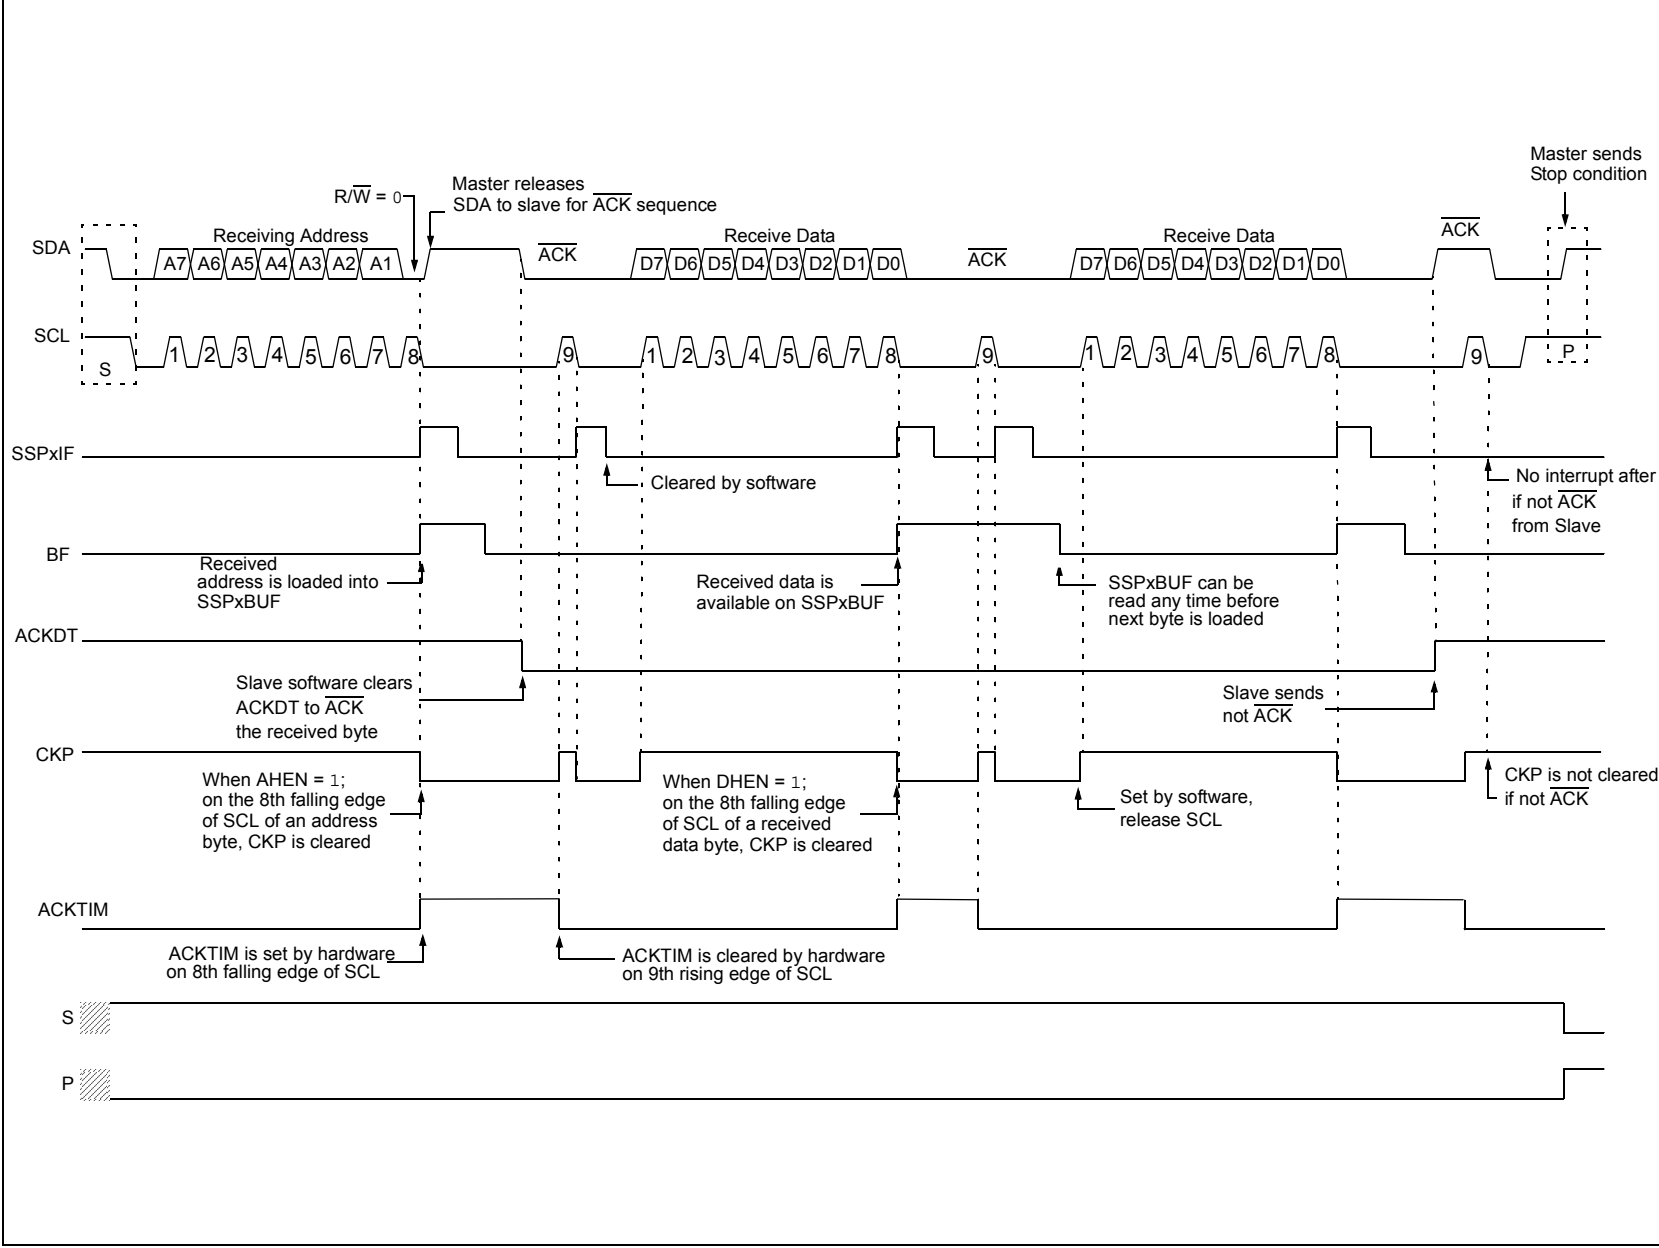 Master sends
Stop condition
R/W = 0
Master releases
SDA to slave for ACK sequence
SDA
Receiving Address
A7 A6 A5 A4 A3 A2 A1
ACK
Receive Data
D7 D6 D5 D4 D3 D2 D1 D0
ACK
Receive Data
D7 D6 D5 D4 D3 D2 D1 D0
ACK
SCL
S
1 2 3 4 5 6 7 8
9
1 2 3 4 5 6 7 8
9
1 2 3 4 5 6 7 8
9
P
SSPxIF
Cleared by software
No interrupt after
if not ACK
from Slave
BF
Received
address is loaded into
SSPxBUF
Received data is
available on SSPxBUF
SSPxBUF can be
read any time before
next byte is loaded
ACKDT
Slave software clears
ACKDT to ACK
the received byte
Slave sends
not ACK
CKP
When AHEN = 1;
on the 8th falling edge
of SCL of an address
byte, CKP is cleared
When DHEN = 1;
on the 8th falling edge
of SCL of a received
data byte, CKP is cleared
Set by software,
release SCL
CKP is not cleared
if not ACK
ACKTIM
ACKTIM is set by hardware
on 8th falling edge of SCL
ACKTIM is cleared by hardware
on 9th rising edge of SCL
S
P